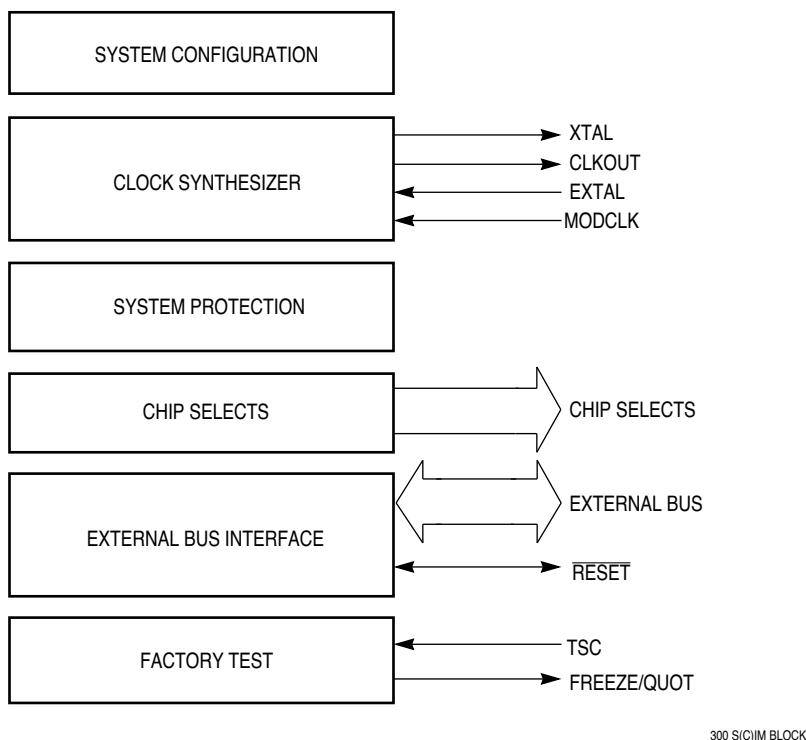 SYSTEM CONFIGURATION
CLOCK SYNTHESIZER
XTAL
CLKOUT
EXTAL
MODCLK
SYSTEM PROTECTION
CHIP SELECTS
CHIP SELECTS
EXTERNAL BUS INTERFACE
EXTERNAL BUS
RESET
FACTORY TEST
TSC
FREEZE/QUOT
300 S(C)IM BLOCK